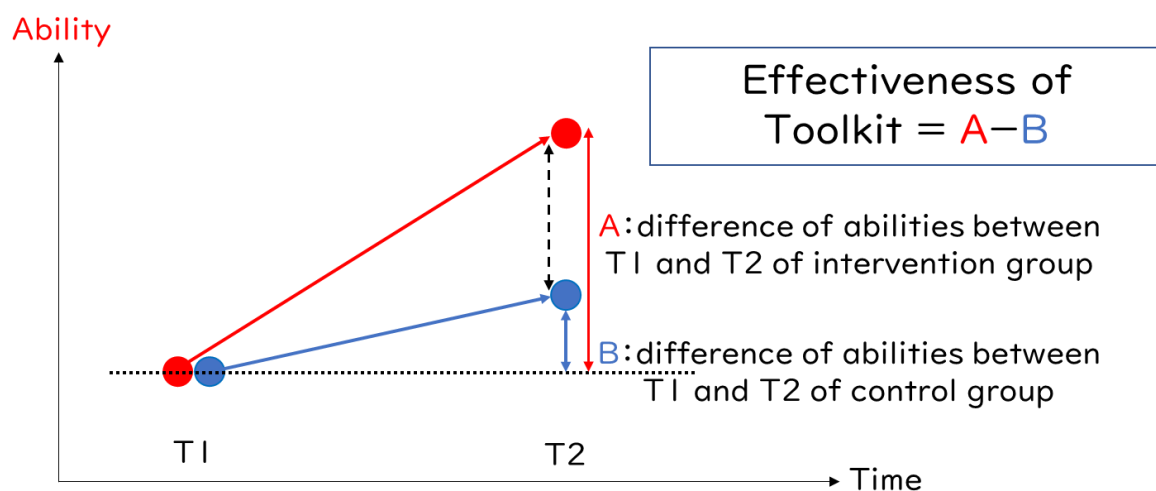 Ability
Effectiveness of
Toolkit = A−B
A:difference of abilities between
T1 and T2 of intervention group
B:difference of abilities between
T1 and T2 of control group
T1
T2
Time